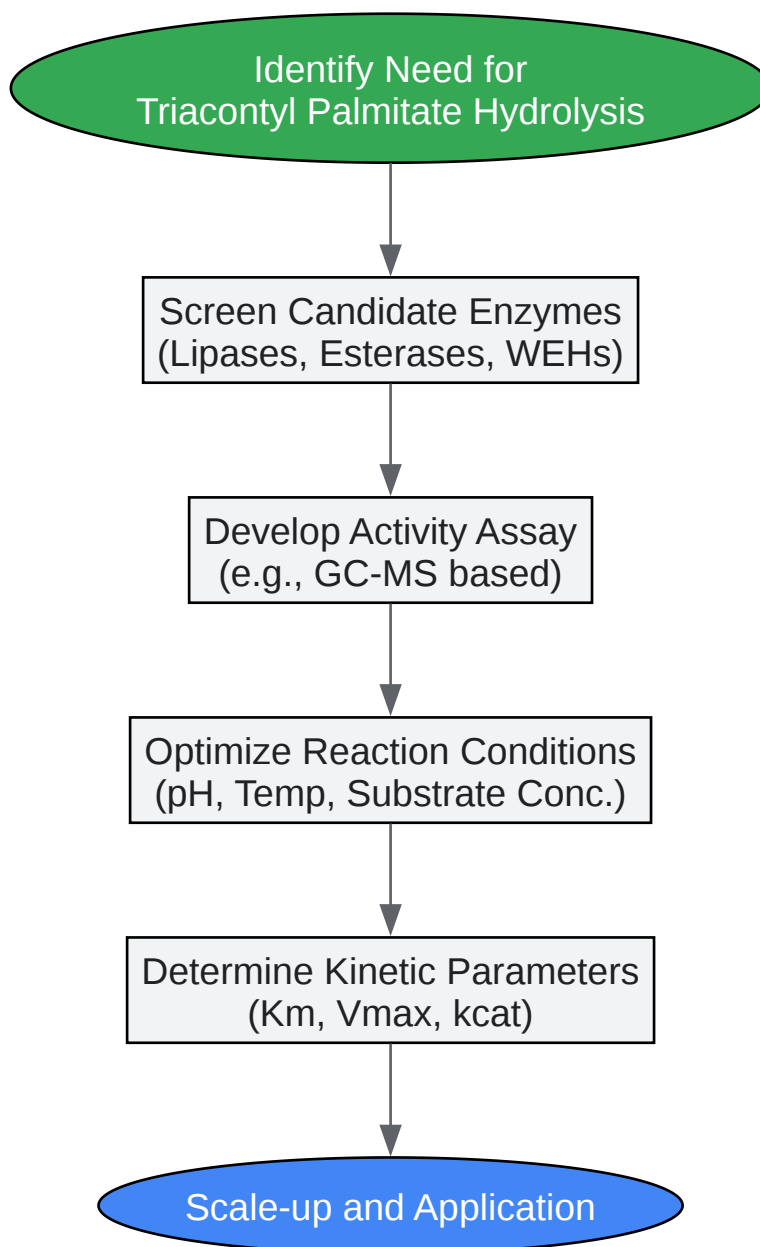 Identify Need for
Triacontyl Palmitate Hydrolysis
Screen Candidate Enzymes
(Lipases, Esterases, WEHs)
Develop Activity Assay
(e.g., GC-MS based)
Optimize Reaction Conditions
(pH, Temp, Substrate Conc.)
Determine Kinetic Parameters
(Km, Vmax, kcat)
Scale-up and Application